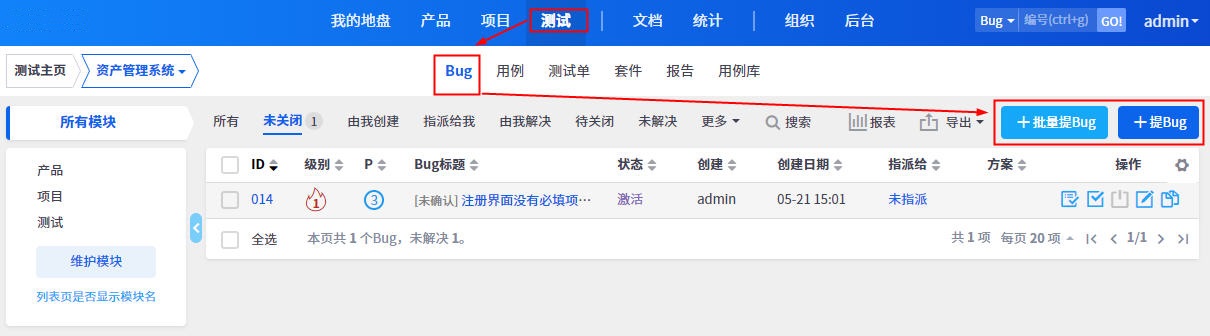 我的地盘 产品 项目 测试 文档 统计 组织 后台 Bug 编号(ctrl+g) GO! admin
测试主页 资产管理系统 Bug 用例 测试单 套件 报告 用例库
所有模块
产品
项目
测试
维护模块
列表页是否显示模块名
所有 未关闭 1 由我创建 指派给我 由我解决 待关闭 未解决 更多 搜索 报表 导出 +批量提Bug +提Bug
ID 级别 P Bug标题 状态 创建 创建日期 指派给 方案 操作
014 1 3 [未确认] 注册界面没有必填项… 激活 admin 05-21 15:01 未指派
全选 本页共 1 个Bug，未解决 1。 共 1 项 每页 20 项 1/1